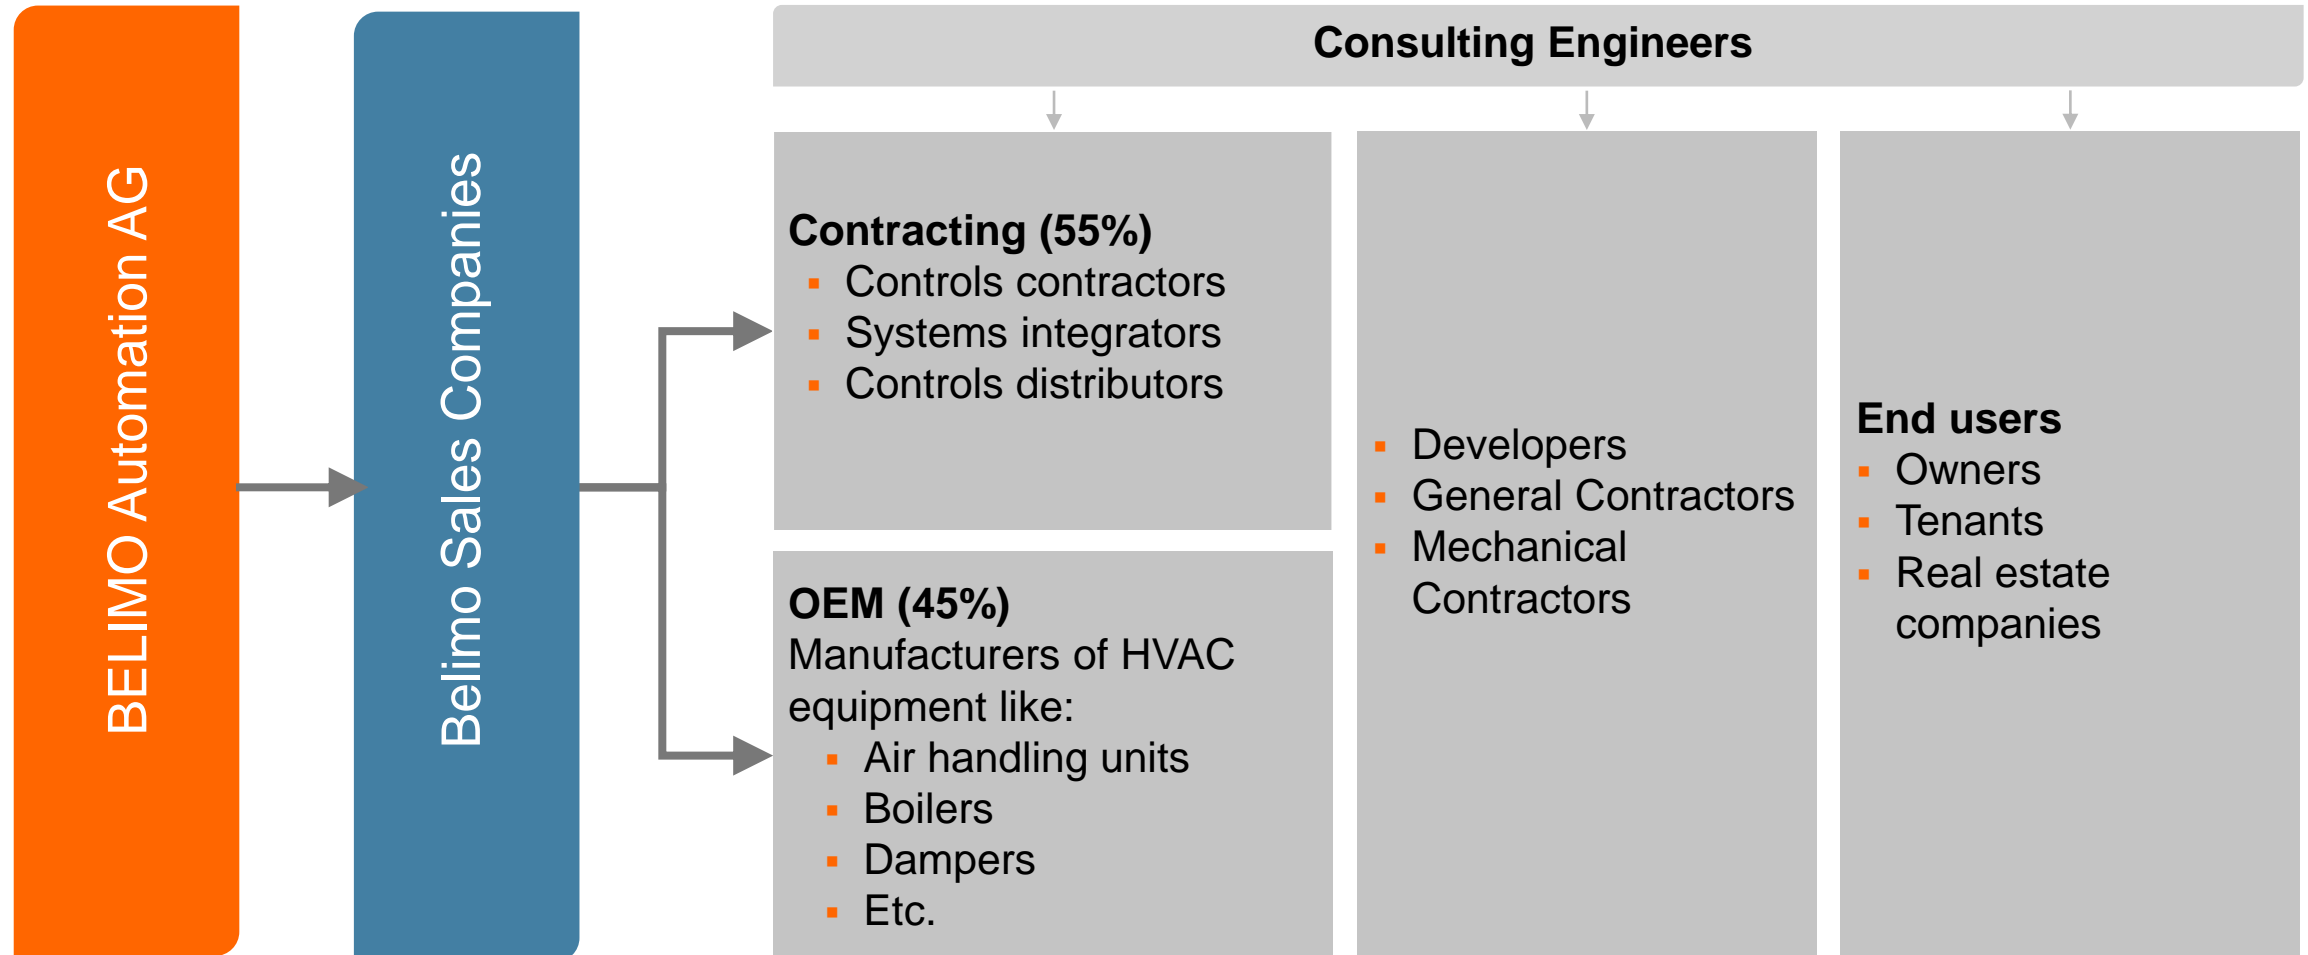 BELIMO Automation AG
Belimo Sales Companies
Consulting Engineers
Contracting (55%)
▪ Controls contractors
▪ Systems integrators
▪ Controls distributors
OEM (45%)
Manufacturers of HVAC
equipment like:
▪ Air handling units
▪ Boilers
▪ Dampers
▪ Etc.
▪ Developers
▪ General Contractors
▪ Mechanical
Contractors
End users
▪ Owners
▪ Tenants
▪ Real estate
companies